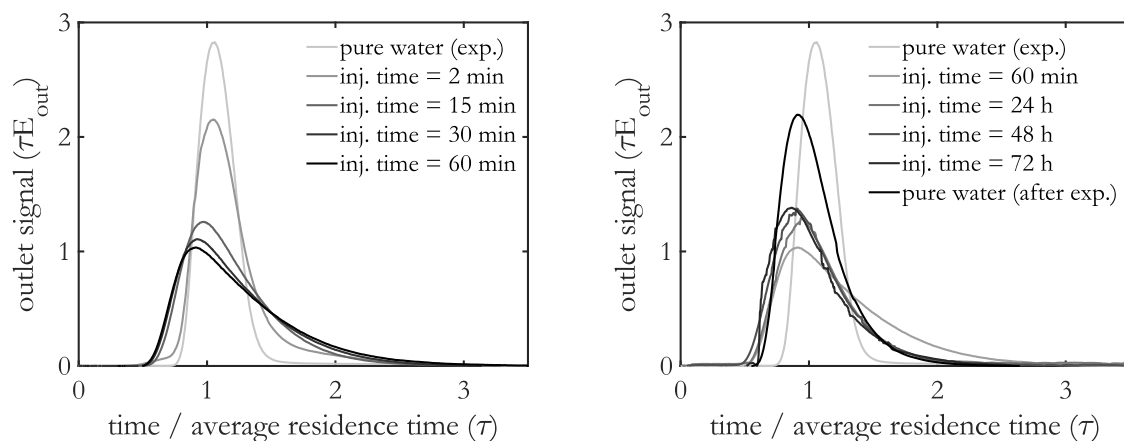 3
pure water (exp.)
inj. time = 2 min
inj. time = 15 min
inj. time = 30 min
inj. time = 60 min
2
1
0
outlet signal (τE_out)
0 1 2 3
time / average residence time (τ)
3
pure water (exp.)
inj. time = 60 min
inj. time = 24 h
inj. time = 48 h
inj. time = 72 h
pure water (after exp.)
2
1
0
outlet signal (τE_out)
0 1 2 3
time / average residence time (τ)